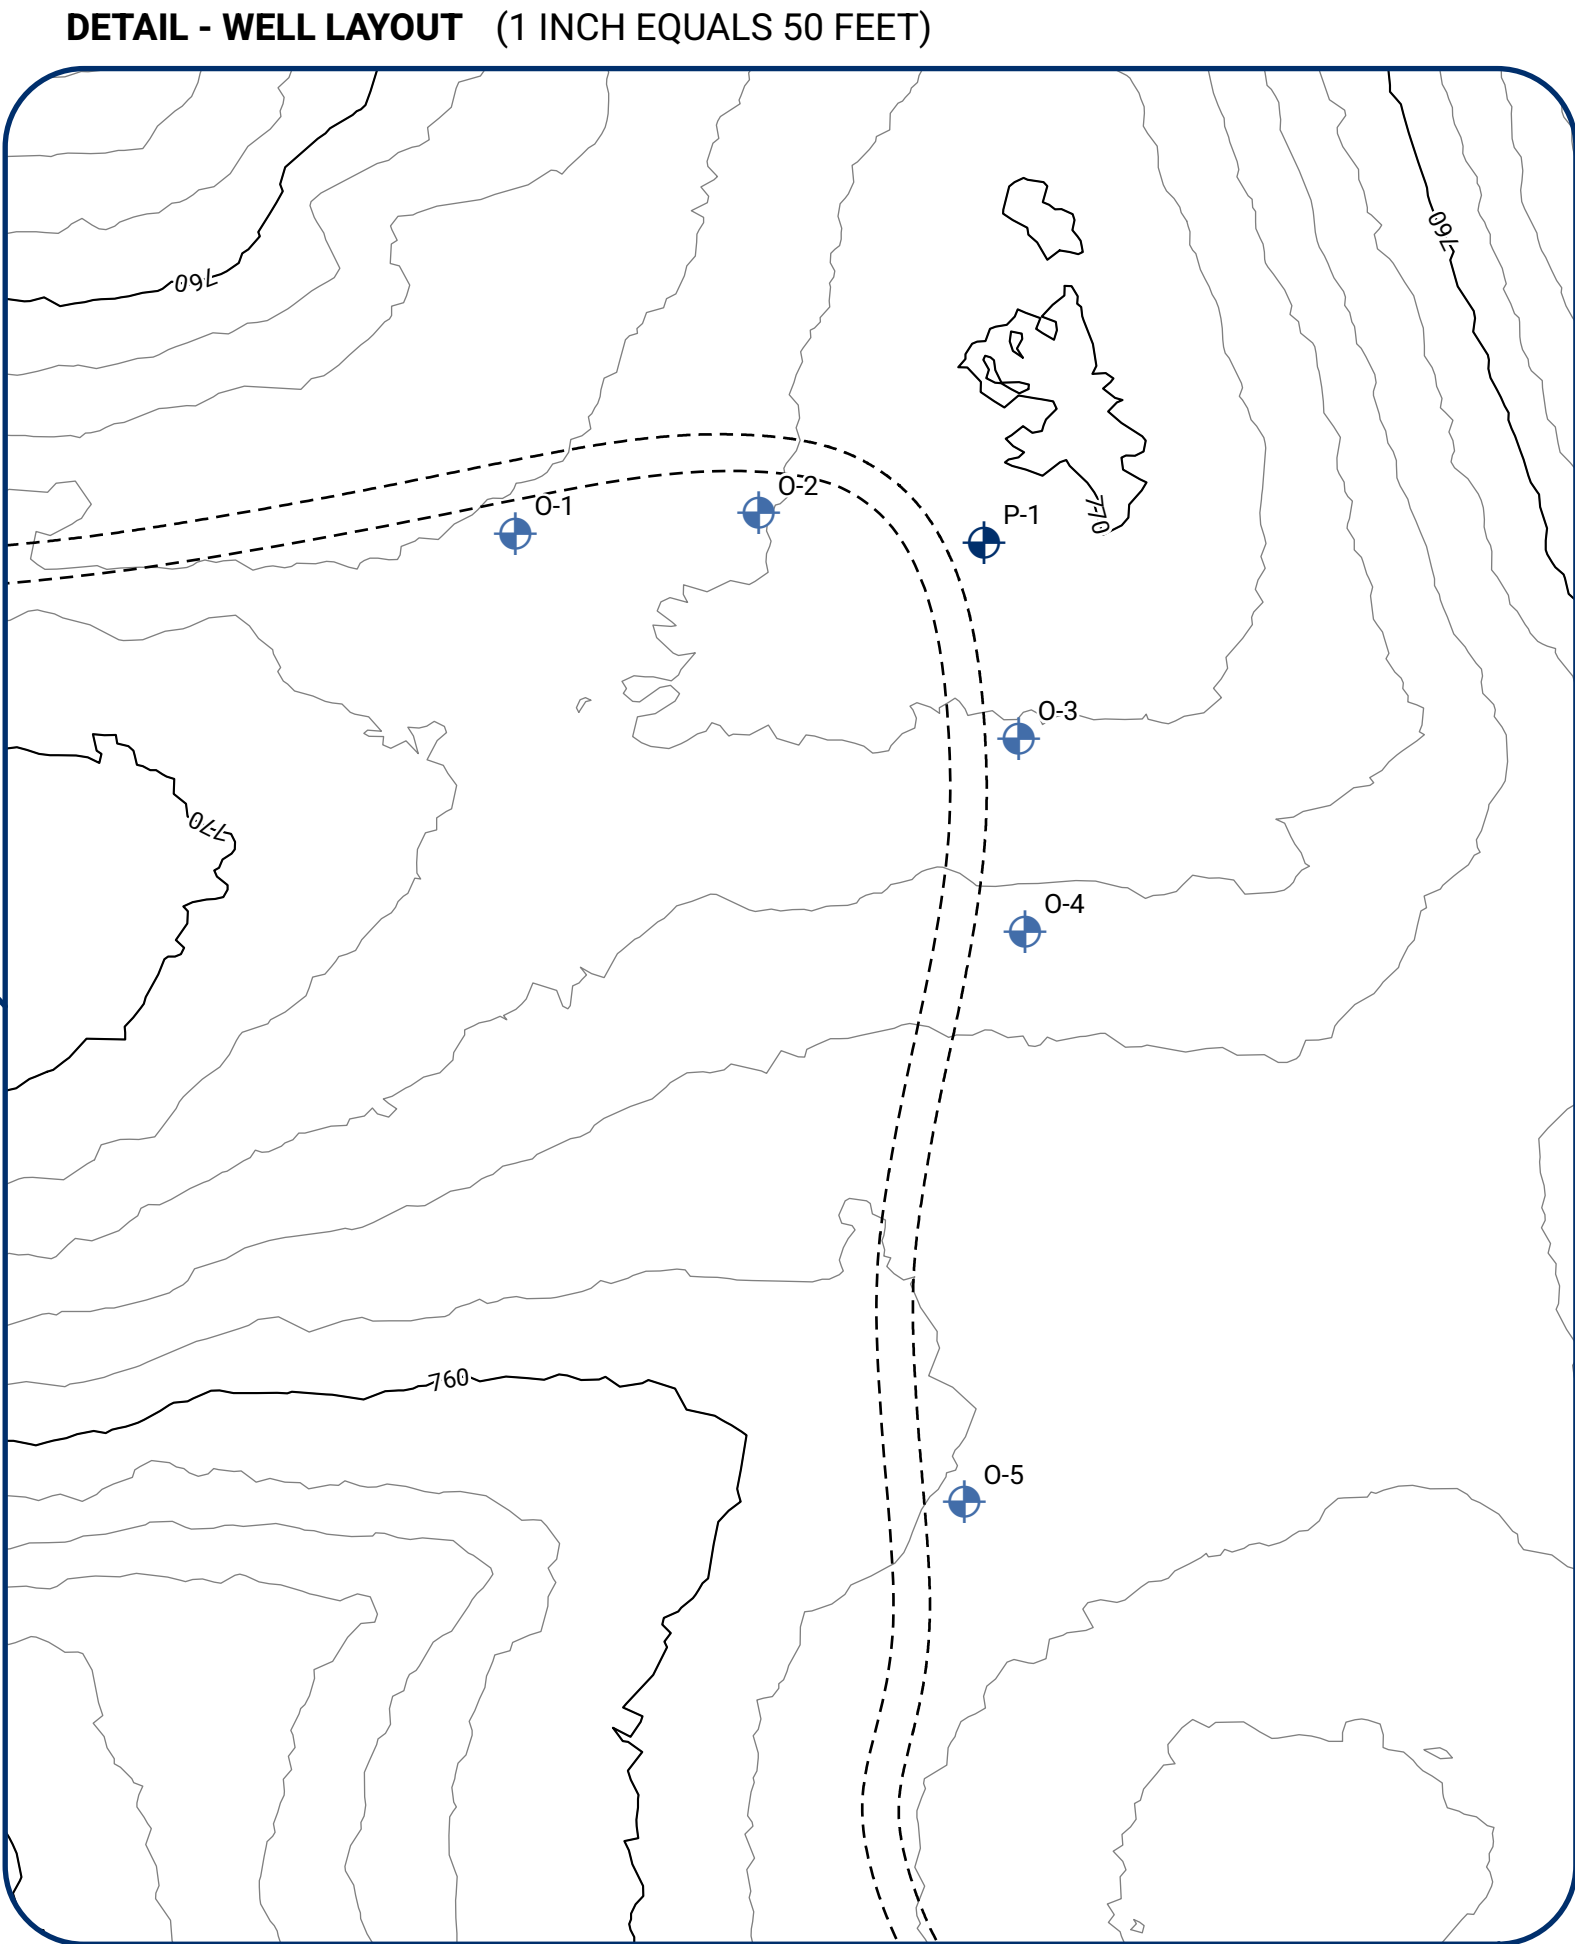 DETAIL - WELL LAYOUT (1 INCH EQUALS 50 FEET)
760
760
O-1
O-2
P-1
770
O-3
770
O-4
760
O-5